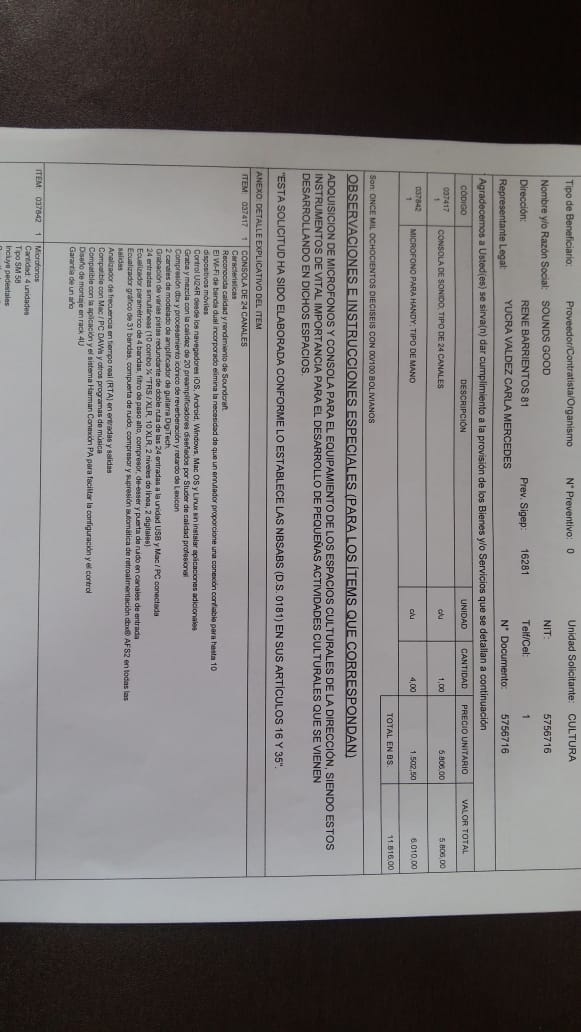 Tipo de Beneficiario: Proveedor/Contratista/Organismo N° Preventivo: 0 Unidad Solicitante: CULTURA
Nombre y/o Razón Social: SOUNDS GOOD NIT: 5756716
Dirección: RENE BARRIENTOS 81 Prev. Sigep: 16281 Telf/Cel: 1
Representante Legal: YUCRA VALDEZ CARLA MERCEDES N° Documento: 5756716
Agradecemos a Usted(es) se sirva(n) dar cumplimiento a la provisión de los Bienes y/o Servicios que se detallan a continuación
CÓDIGO DESCRIPCIÓN UNIDAD CANTIDAD PRECIO UNITARIO VALOR TOTAL
037417 CONSOLA DE SONIDO; TIPO DE 24 CANALES c/u 1,00 5.806,00 5.806,00
1
037842 MICROFONO PARA HANDY; TIPO DE MANO c/u 4,00 1.502,50 6.010,00
1
TOTAL EN BS. 11.816,00
Son: ONCE MIL OCHOCIENTOS DIECISEIS CON 00/100 BOLIVIANOS
OBSERVACIONES E INSTRUCCIONES ESPECIALES (PARA LOS ÍTEMS QUE CORRESPONDAN)
ADQUISICION DE MICROFONOS Y CONSOLA PARA EL EQUIPAMIENTO DE LOS ESPACIOS CULTURALES DE LA DIRECCIÓN, SIENDO ESTOS
INSTRUMENTOS DE VITAL IMPORTANCIA PARA EL DESARROLLO DE PEQUEÑAS ACTIVIDADES CULTURALES QUE SE VIENEN
DESARROLLANDO EN DICHOS ESPACIOS.
"ESTA SOLICITUD HA SIDO ELABORADA CONFORME LO ESTABLECE LAS NBSABS (D.S. 0181) EN SUS ARTÍCULOS 16 Y 35".
ANEXO: DETALLE EXPLICATIVO DEL ITEM
ITEM: 037417 1 CONSOLA DE 24 CANALES
Características
Reconocida calidad y rendimiento de Soundcraft
El Wi-Fi de banda dual incorporado elimina la necesidad de que un enrutador proporcione una conexión confiable para hasta 10
dispositivos móviles
Control Ui24R desde los navegadores iOS, Android, Windows, Mac OS y Linux sin instalar aplicaciones adicionales
Graba y mezcla con la calidez de 20 preamplificadores diseñados por Studer de calidad profesional
Compresión dbx y procesamiento icónico de reverberación y retardo de Lexicon
2 canales de modelado de amplificador de guitarra DigiTech
Grabación de varias pistas redundante de doble ruta de las 24 entradas a la unidad USB y Mac / PC conectada
24 entradas simultáneas (10 combo ¼ "TRS / XLR, 10 XLR, 2 niveles de línea, 2 digitales)
Ecualizador paramétrico de 4 bandas, filtro de paso alto, compresor, de-esser y puerta de ruido en canales de entrada
Ecualizador gráfico de 31 bandas, compuerta de ruido, compresor y supresión automática de retroalimentación dbx® AFS2 en todas las
salidas
Analizador de frecuencia en tiempo real (RTA) en entradas y salidas
Compatible con Mac / PC DAWs y otros programas de música
Compatible con la aplicación y el sistema Harman Conexión PA para facilitar la configuración y el control
Diseño de montaje en rack 4U
Garantía de un año
ITEM: 037842 1 Micrófonos
Cantidad: 4 unidades
Tipo SM 58
Incluye pedestales